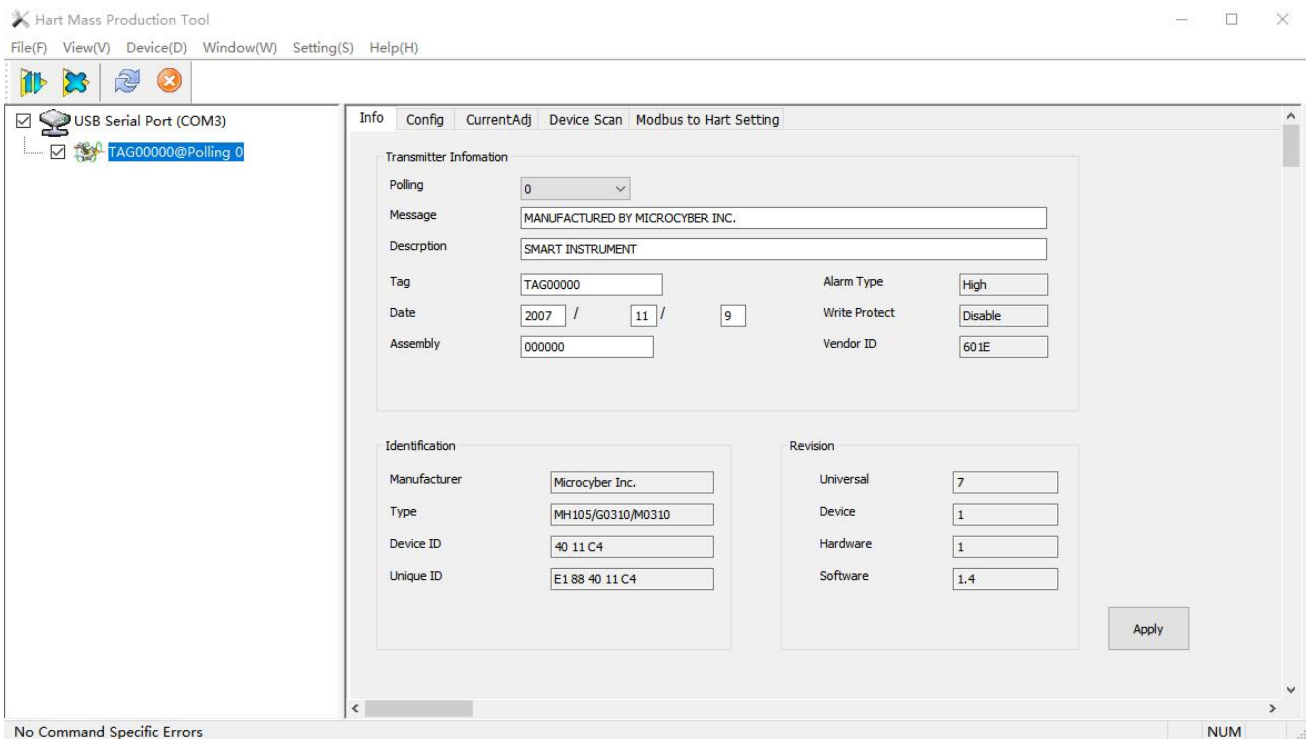 Hart Mass Production Tool
File(F) View(V) Device(D) Window(W) Setting(S) Help(H)
USB Serial Port (COM3)
TAG00000@Polling 0
Info Config CurrentAdj Device Scan Modbus to Hart Setting
Transmitter Infomation
Polling 0
Message MANUFACTURED BY MICROCYBER INC.
Descrption SMART INSTRUMENT
Tag TAG00000 Alarm Type High
Date 2007 / 11 / 9 Write Protect Disable
Assembly 000000 Vendor ID 601E
Identification Revision
Manufacturer Microcyber Inc. Universal 7
Type MH105/G0310/M0310 Device 1
Device ID 40 11 C4 Hardware 1
Unique ID E1 88 40 11 C4 Software 1.4
Apply
No Command Specific Errors NUM